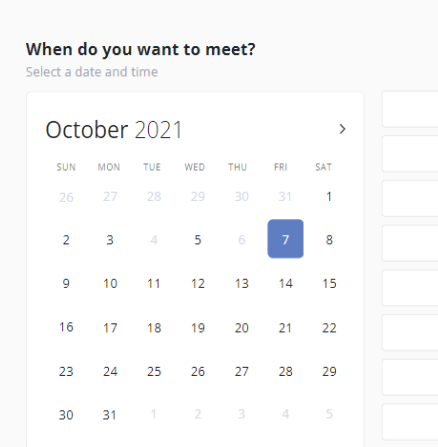 When do you want to meet?
Select a date and time
October 2021
SUN MON TUE WED THU FRI SAT
26 27 28 29 30 31 1
2 3 4 5 6 7 8
9 10 11 12 13 14 15
16 17 18 19 20 21 22
23 24 25 26 27 28 29
30 31 1 2 3 4 5